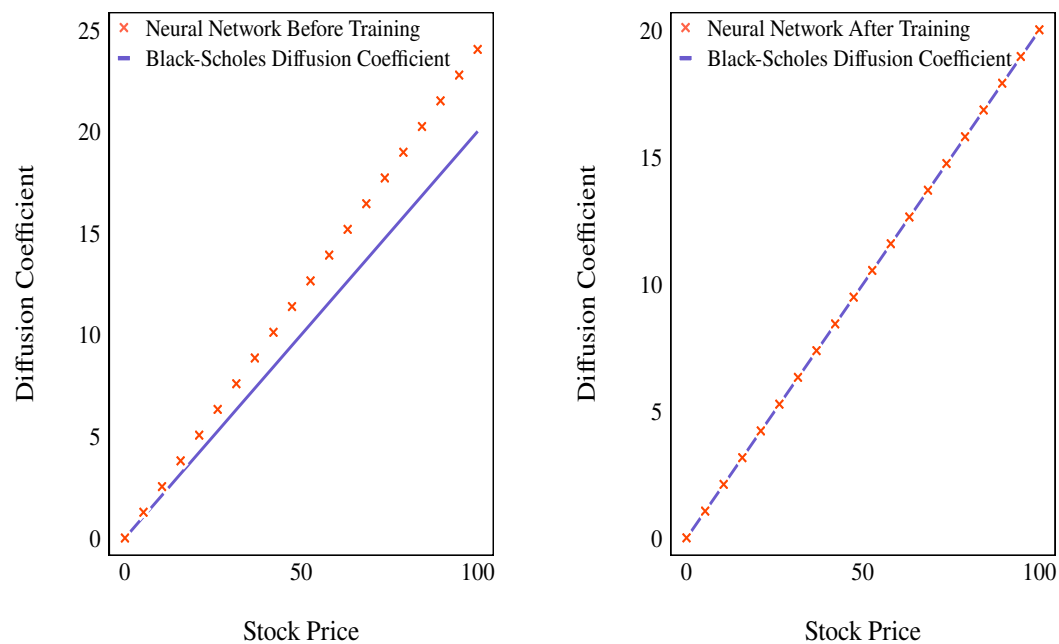 Neural Network Before Training
Black-Scholes Diffusion Coefficient
25
20
15
10
5
0
Diffusion Coefficient
0 50 100
Stock Price
Neural Network After Training
Black-Scholes Diffusion Coefficient
20
15
10
5
0
Diffusion Coefficient
0 50 100
Stock Price